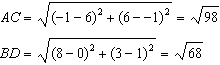 AC = √((−1−6)² + (6−−1)²) = √98
BD = √((8−0)² + (3−1)²) = √68